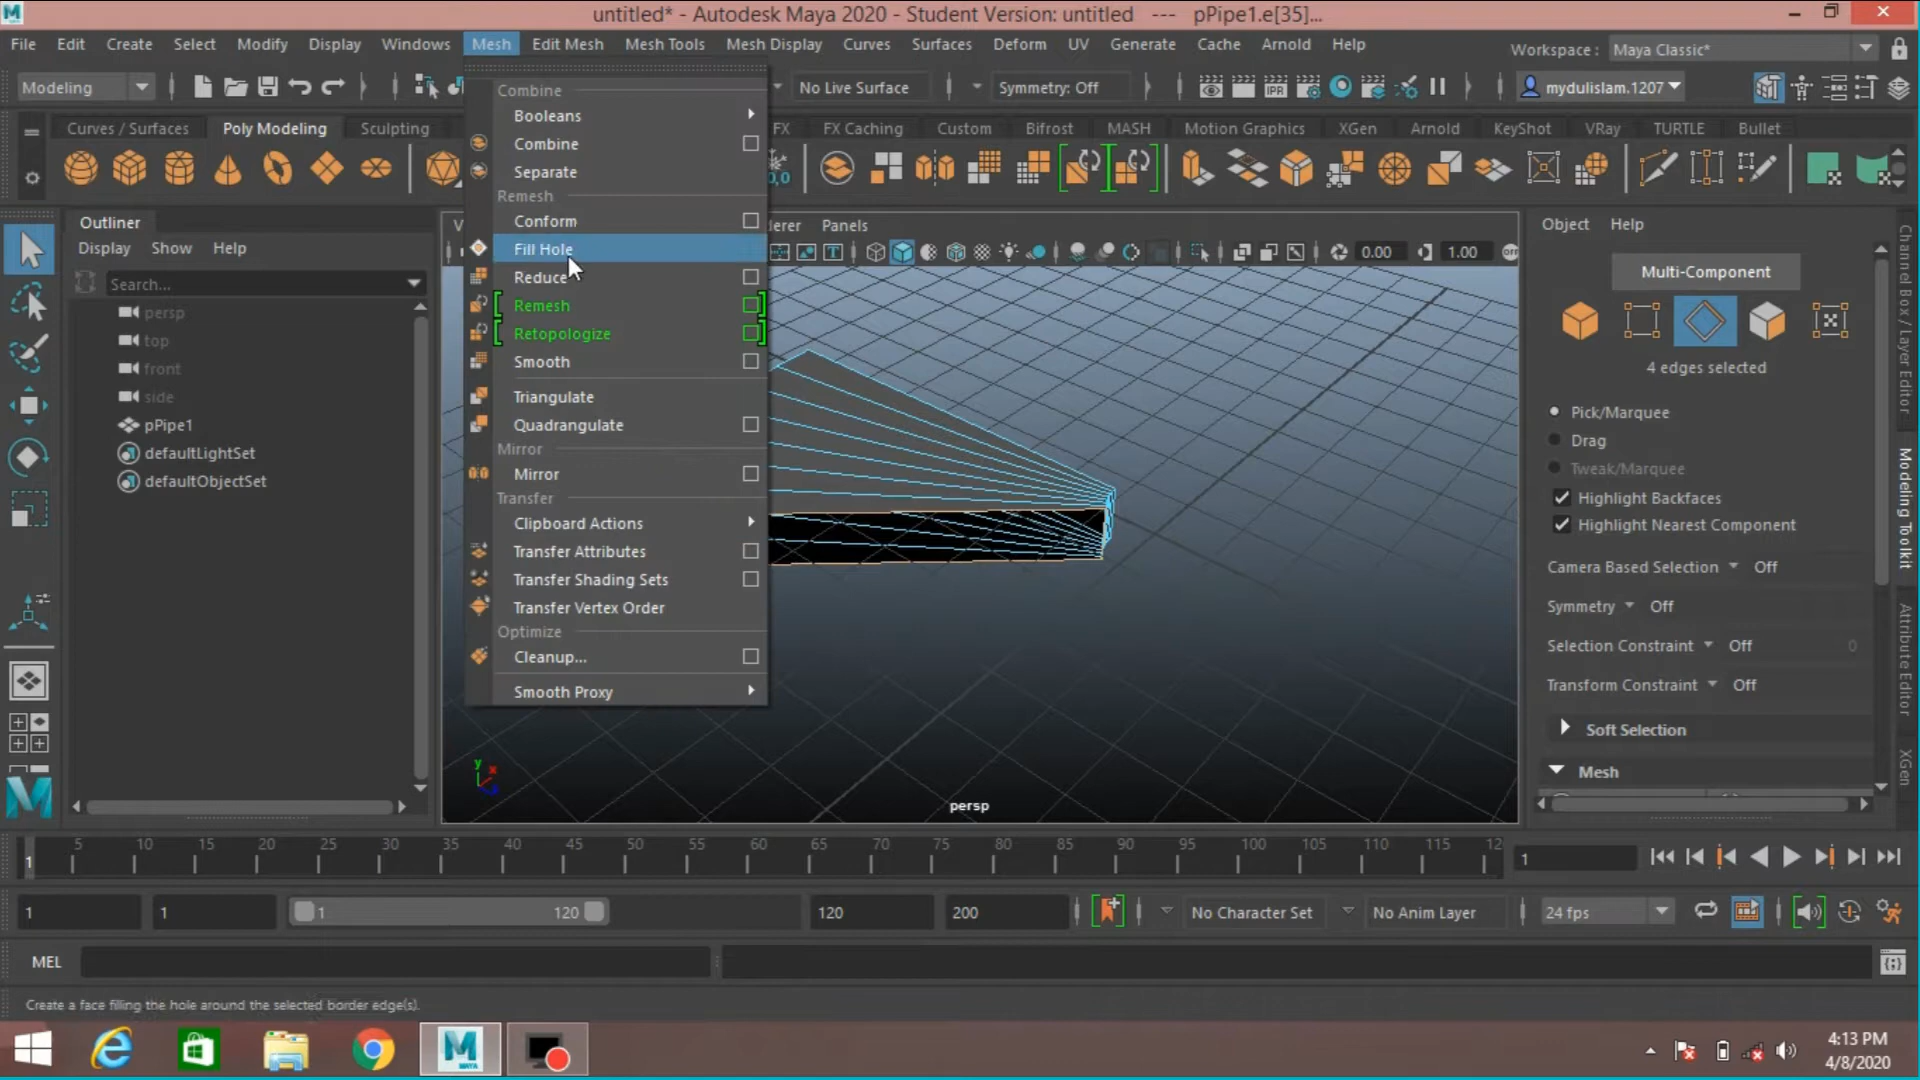 untitled* - Autodesk Maya 2020 - Student Version: untitled --- pPipe1.e[35]...
File Edit Create Select Modify Display Windows Mesh Edit Mesh Mesh Tools Mesh Display Curves Surfaces Deform UV Generate Cache Arnold Help
Workspace : Maya Classic*
Modeling
No Live Surface
Symmetry: Off
IPR
mydulislam.1207
Curves / Surfaces Poly Modeling Sculpting
FX FX Caching Custom Bifrost MASH Motion Graphics XGen Arnold KeyShot VRay TURTLE Bullet
Combine
Booleans
Combine
Separate
Remesh
Conform
Fill Hole
Reduce
Remesh
Retopologize
Smooth
Triangulate
Quadrangulate
Mirror
Mirror
Transfer
Clipboard Actions
Transfer Attributes
Transfer Shading Sets
Transfer Vertex Order
Optimize
Cleanup...
Smooth Proxy
Outliner
Display Show Help
Search...
persp
top
front
side
pPipe1
defaultLightSet
defaultObjectSet
Panels
0.00
1.00
y
x
persp
Object Help
Multi-Component
4 edges selected
Pick/Marquee
Drag
Tweak/Marquee
Highlight Backfaces
Highlight Nearest Component
Camera Based Selection Off
Symmetry Off
Selection Constraint Off 0
Transform Constraint Off
Soft Selection
Mesh
Channel Box / Layer Editor
Modeling Toolkit
Attribute Editor
XGen
1 5 10 15 20 25 30 35 40 45 50 55 60 65 70 75 80 85 90 95 100 105 110 115 12
1
1 1 1 120 120 200
No Character Set
No Anim Layer
24 fps
MEL
Create a face filling the hole around the selected border edge(s).
4:13 PM
4/8/2020